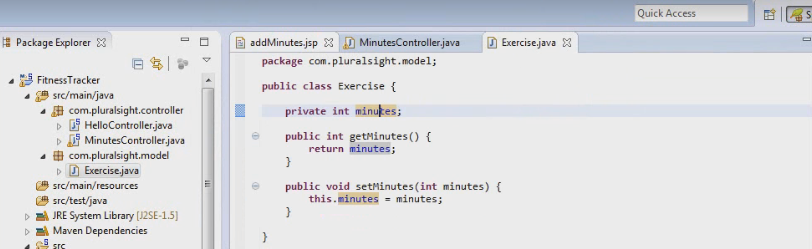 Quick Access
S
Package Explorer
addMinutes.jsp
MinutesController.java
Exercise.java
FitnessTracker
src/main/java
com.pluralsight.controller
HelloController.java
MinutesController.java
com.pluralsight.model
Exercise.java
src/main/resources
src/test/java
JRE System Library [J2SE-1.5]
Maven Dependencies
src
package com.pluralsight.model;
public class Exercise {
private int minutes;
public int getMinutes() {
return minutes;
}
public void setMinutes(int minutes) {
this.minutes = minutes;
}
}